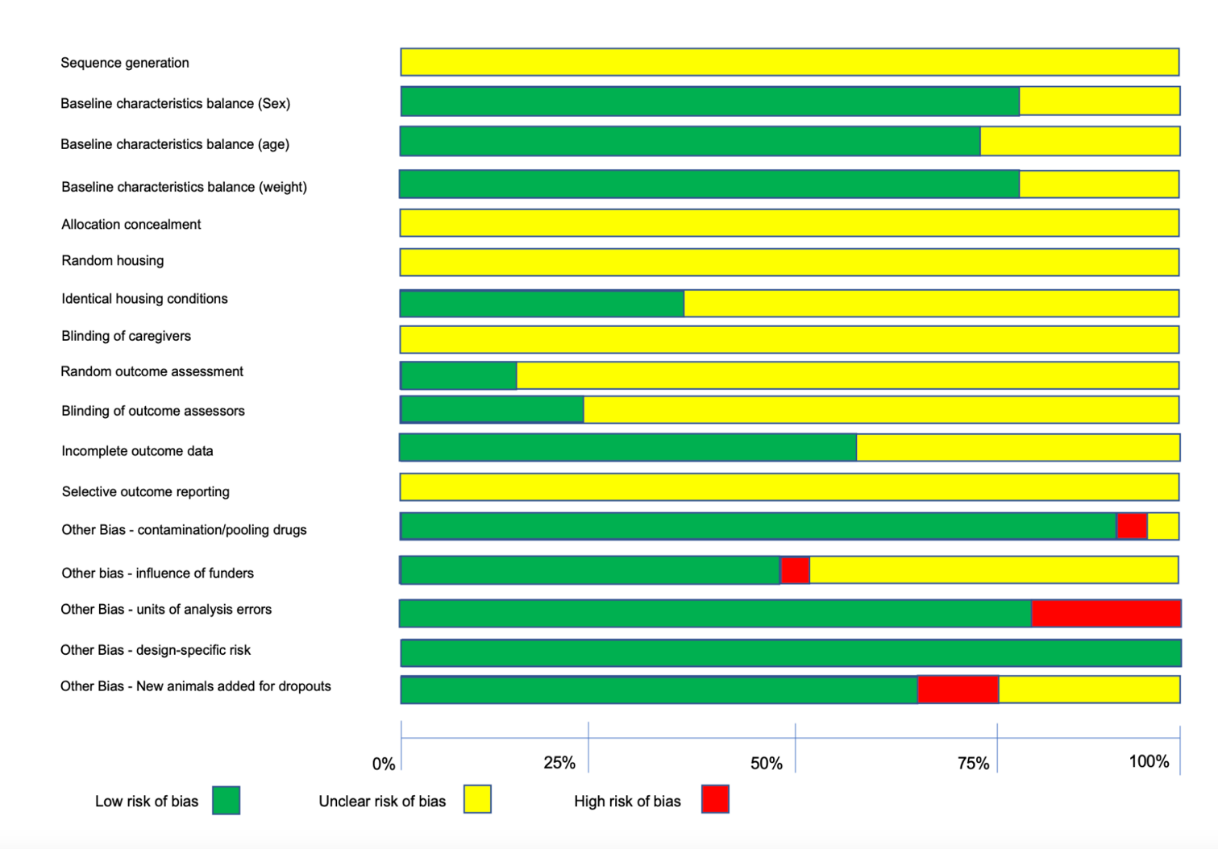 Sequence generation
Baseline characteristics balance (Sex)
Baseline characteristics balance (age)
Baseline characteristics balance (weight)
Allocation concealment
Random housing
Identical housing conditions
Blinding of caregivers
Random outcome assessment
Blinding of outcome assessors
Incomplete outcome data
Selective outcome reporting
Other Bias - contamination/pooling drugs
Other bias - influence of funders
Other Bias - units of analysis errors
Other Bias - design-specific risk
Other Bias - New animals added for dropouts
0% 25% 50% 75% 100%
Low risk of bias Unclear risk of bias High risk of bias